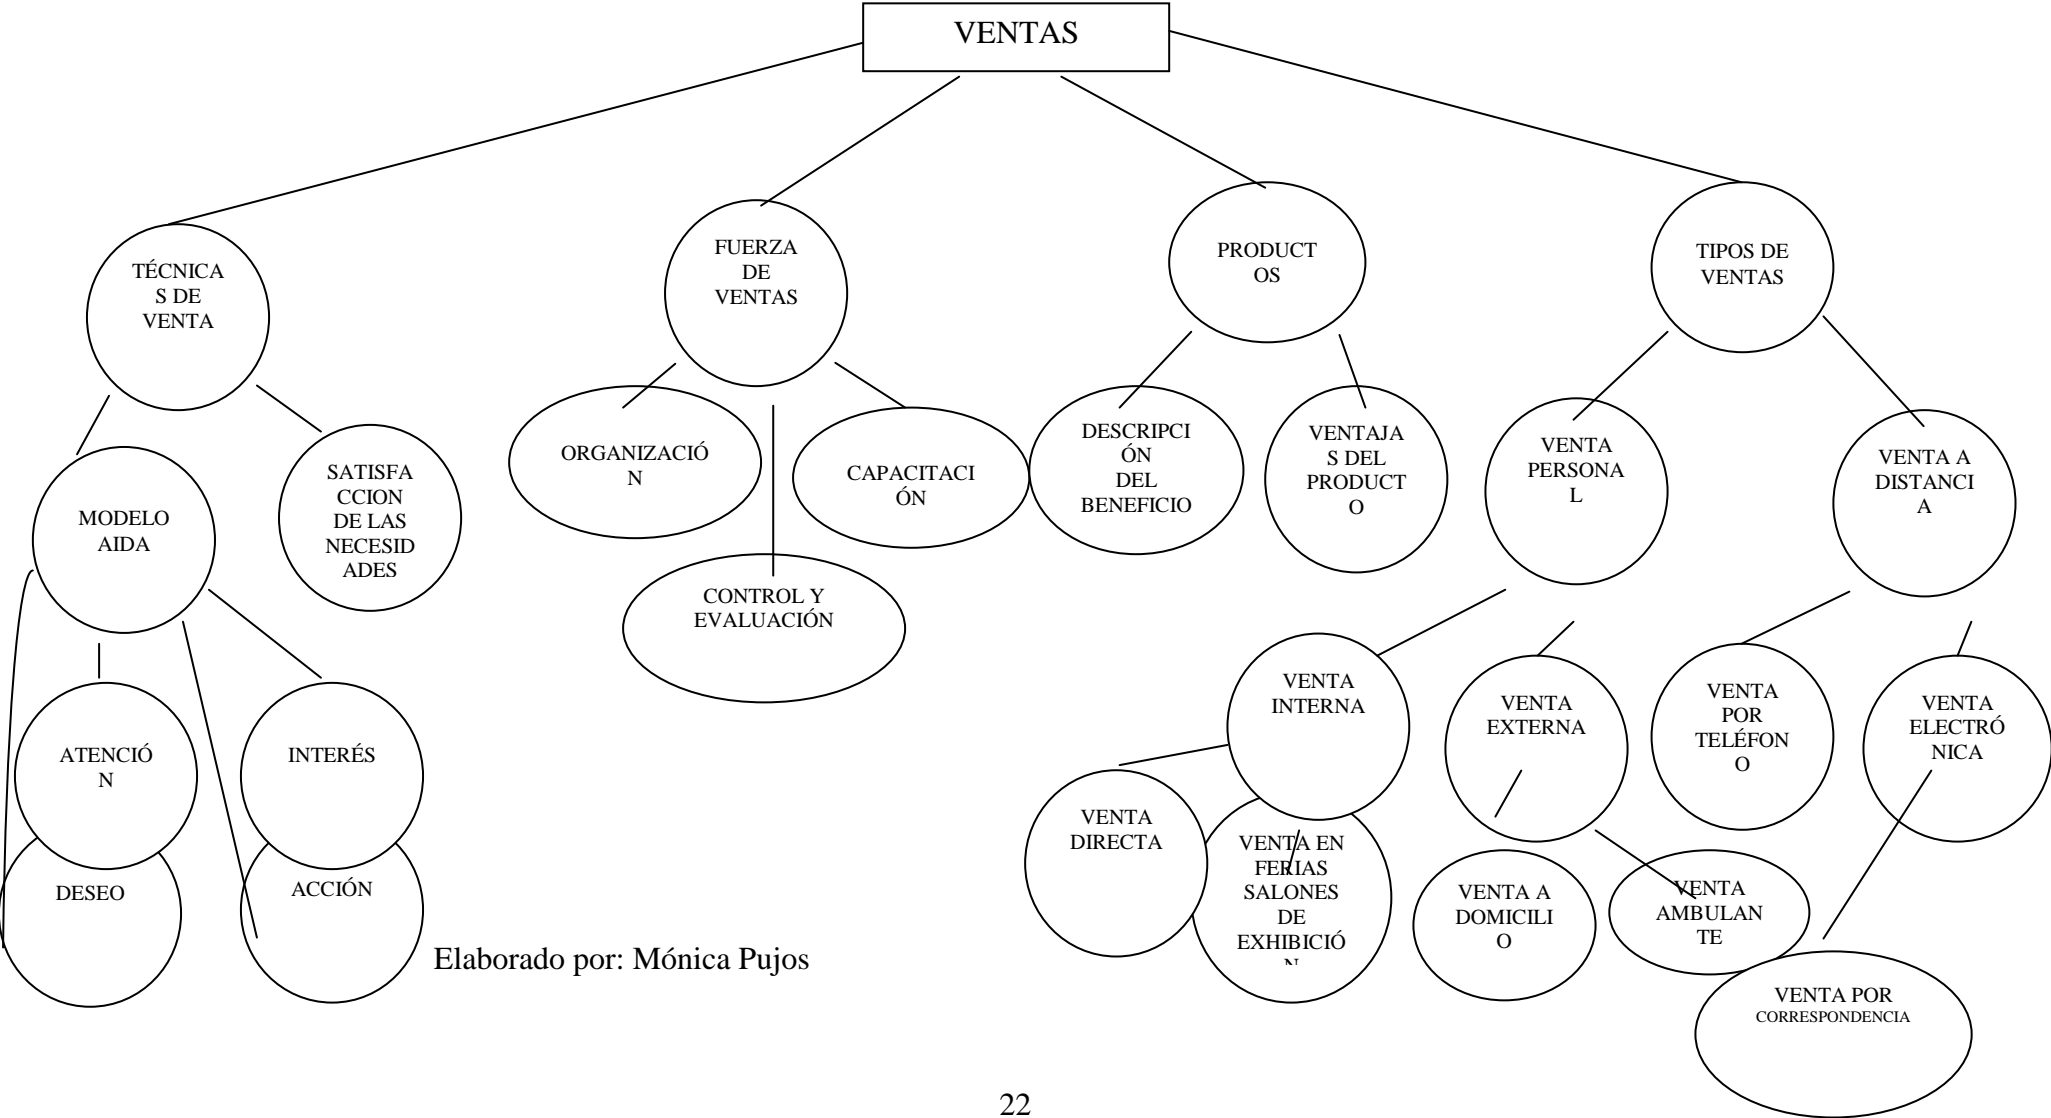 VENTAS
TÉCNICA
S DE
VENTA
FUERZA
DE
VENTAS
PRODUCT
OS
TIPOS DE
VENTAS
MODELO
AIDA
SATISFA
CCION
DE LAS
NECESID
ADES
ORGANIZACIÓ
N
CONTROL Y
EVALUACIÓN
CAPACITACI
ÓN
DESCRIPCI
ÓN
DEL
BENEFICIO
VENTAJA
S DEL
PRODUCT
O
VENTA
PERSONA
L
VENTA A
DISTANCI
A
ATENCIÓ
N
INTERÉS
DESEO
ACCIÓN
VENTA
INTERNA
VENTA
EXTERNA
VENTA
POR
TELÉFON
O
VENTA
ELECTRÓ
NICA
VENTA
DIRECTA
VENTA EN
FERIAS
SALONES
DE
EXHIBICIÓ
N
VENTA A
DOMICILI
O
VENTA
AMBULAN
TE
VENTA POR
CORRESPONDENCIA
Elaborado por: Mónica Pujos
22